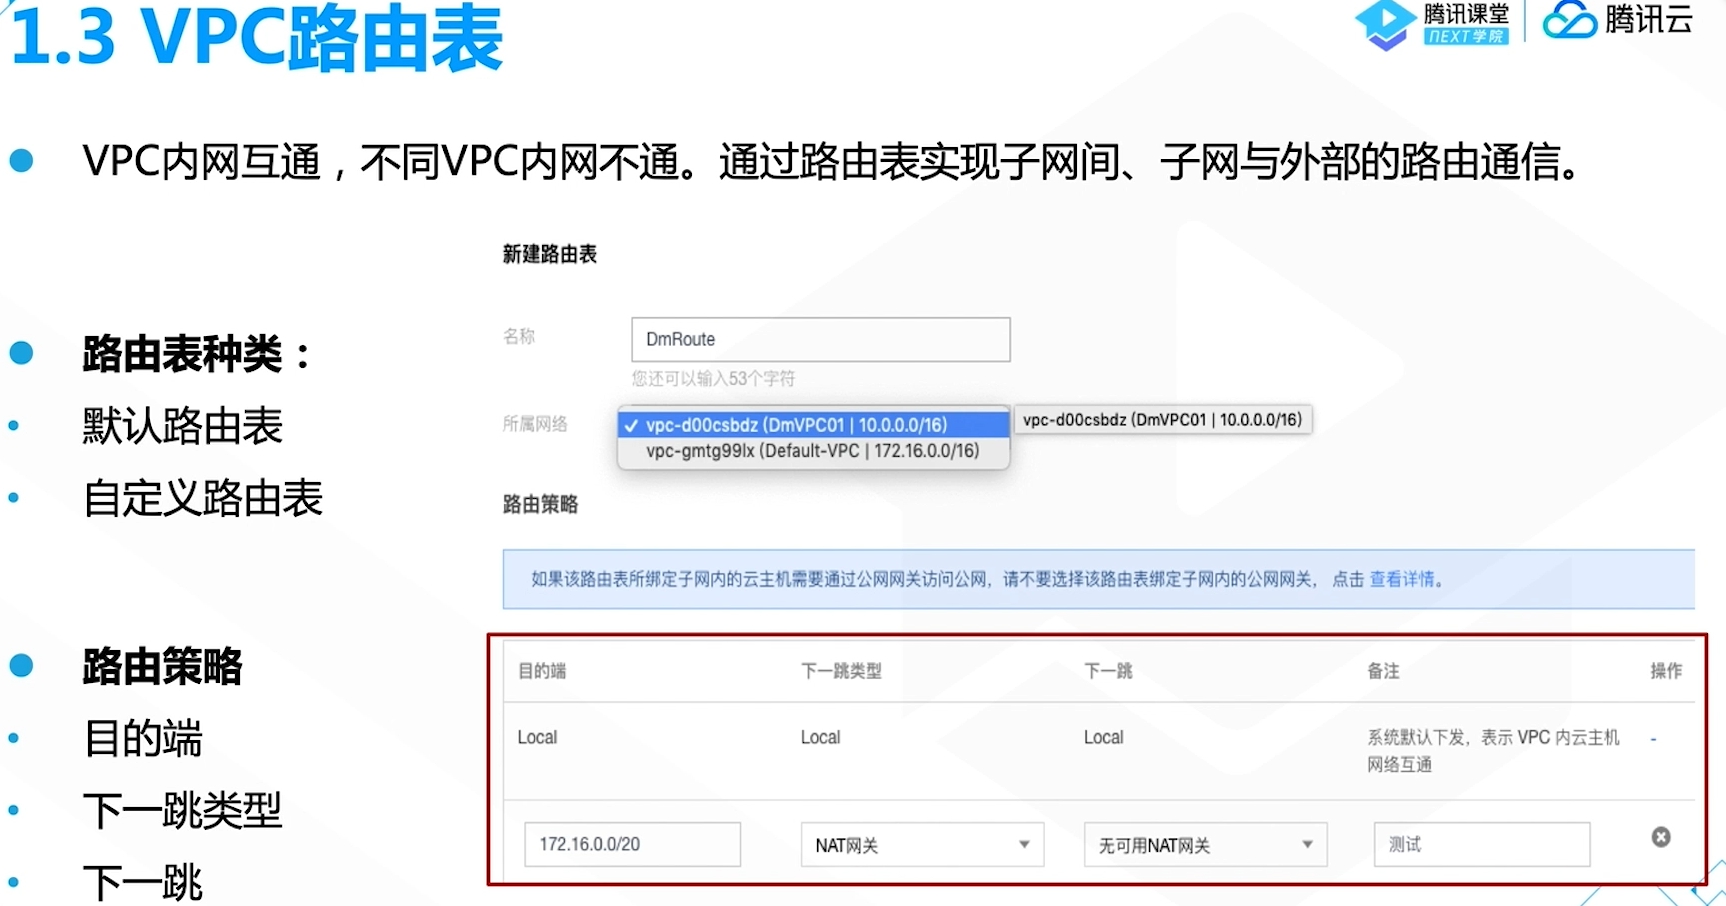 1.3 VPC路由表
腾讯课堂
NEXT学院
腾讯云
VPC内网互通，不同VPC内网不通。通过路由表实现子网间、子网与外部的路由通信。
路由表种类：
默认路由表
自定义路由表
路由策略
目的端
下一跳类型
下一跳
新建路由表
名称 DmRoute
您还可以输入53个字符
所属网络 ✓ vpc-d00csbdz (DmVPC01 | 10.0.0.0/16) vpc-d00csbdz (DmVPC01 | 10.0.0.0/16)
vpc-gmtg99lx (Default-VPC | 172.16.0.0/16)
路由策略
如果该路由表所绑定子网内的云主机需要通过公网网关访问公网，请不要选择该路由表绑定子网内的公网网关， 点击 查看详情。
目的端 下一跳类型 下一跳 备注 操作
Local Local Local 系统默认下发，表示 VPC 内云主机 -
网络互通
172.16.0.0/20 NAT网关 无可用NAT网关 测试